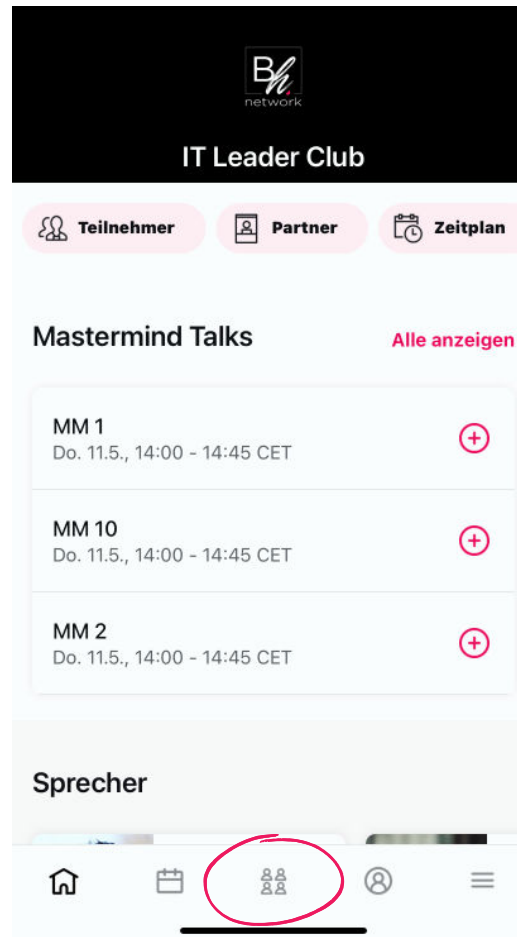 Bh.
network
IT Leader Club
Teilnehmer
Partner
Zeitplan
Mastermind Talks
Alle anzeigen
MM 1
Do. 11.5., 14:00 - 14:45 CET
MM 10
Do. 11.5., 14:00 - 14:45 CET
MM 2
Do. 11.5., 14:00 - 14:45 CET
Sprecher